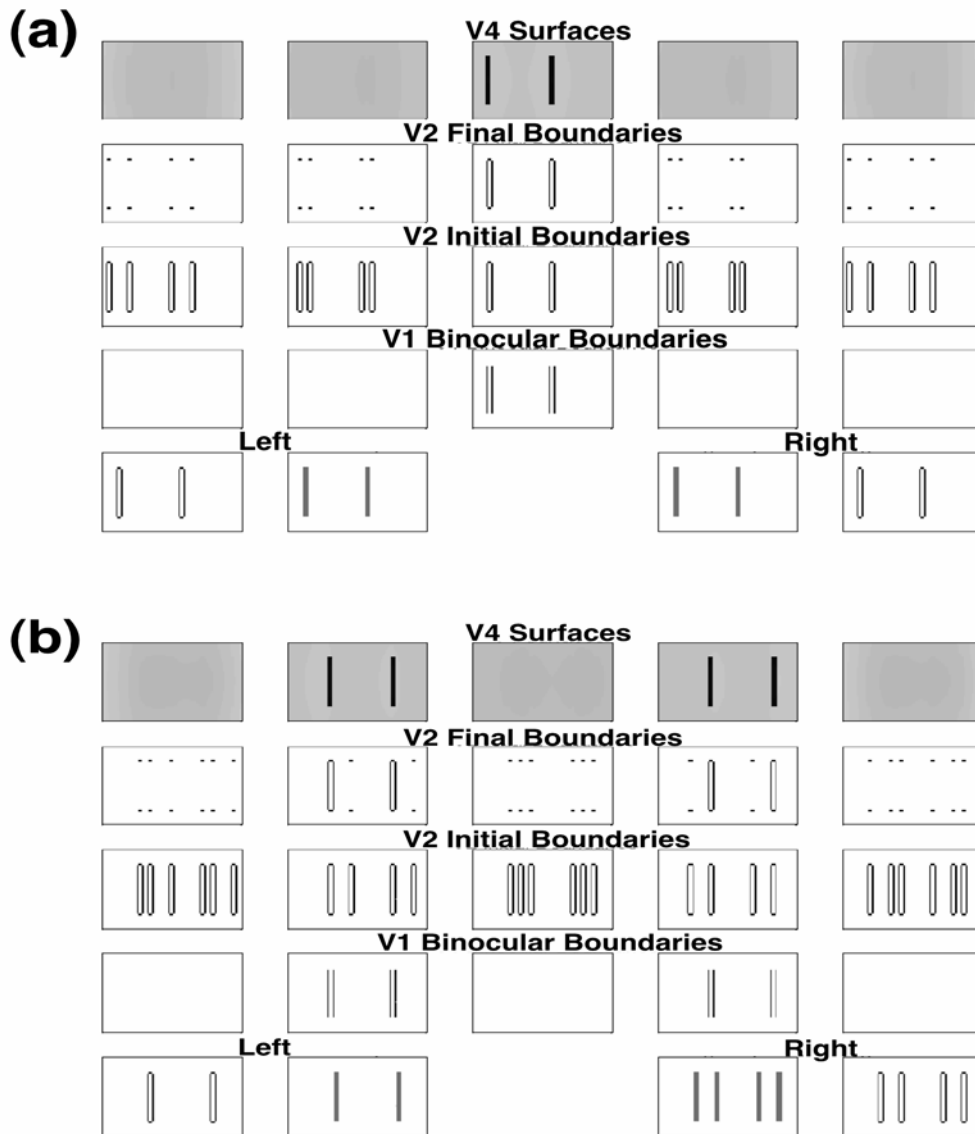 (a)
V4 Surfaces
V2 Final Boundaries
V2 Initial Boundaries
V1 Binocular Boundaries
Left
Right
(b)
V4 Surfaces
V2 Final Boundaries
V2 Initial Boundaries
V1 Binocular Boundaries
Left
Right